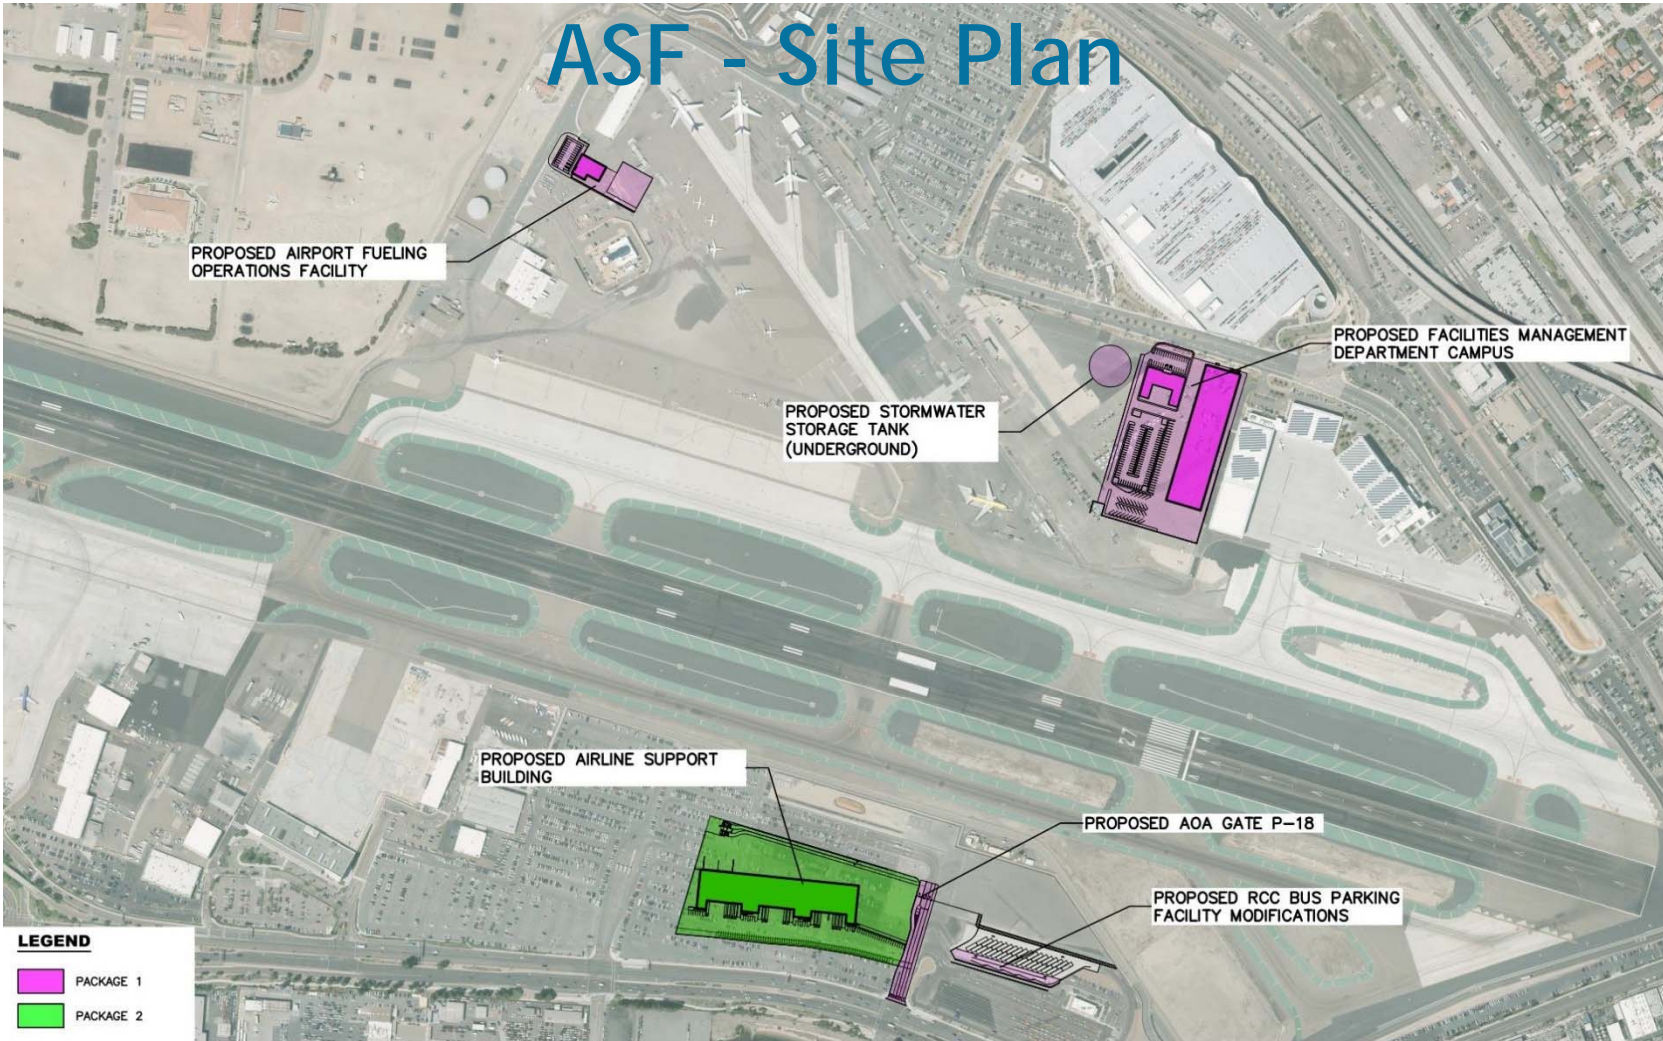 ASF - Site Plan
PROPOSED AIRPORT FUELING
OPERATIONS FACILITY
PROPOSED FACILITIES MANAGEMENT
DEPARTMENT CAMPUS
PROPOSED STORMWATER
STORAGE TANK
(UNDERGROUND)
27
PROPOSED AIRLINE SUPPORT
BUILDING
PROPOSED AOA GATE P-18
PROPOSED RCC BUS PARKING
FACILITY MODIFICATIONS
LEGEND
PACKAGE 1
PACKAGE 2